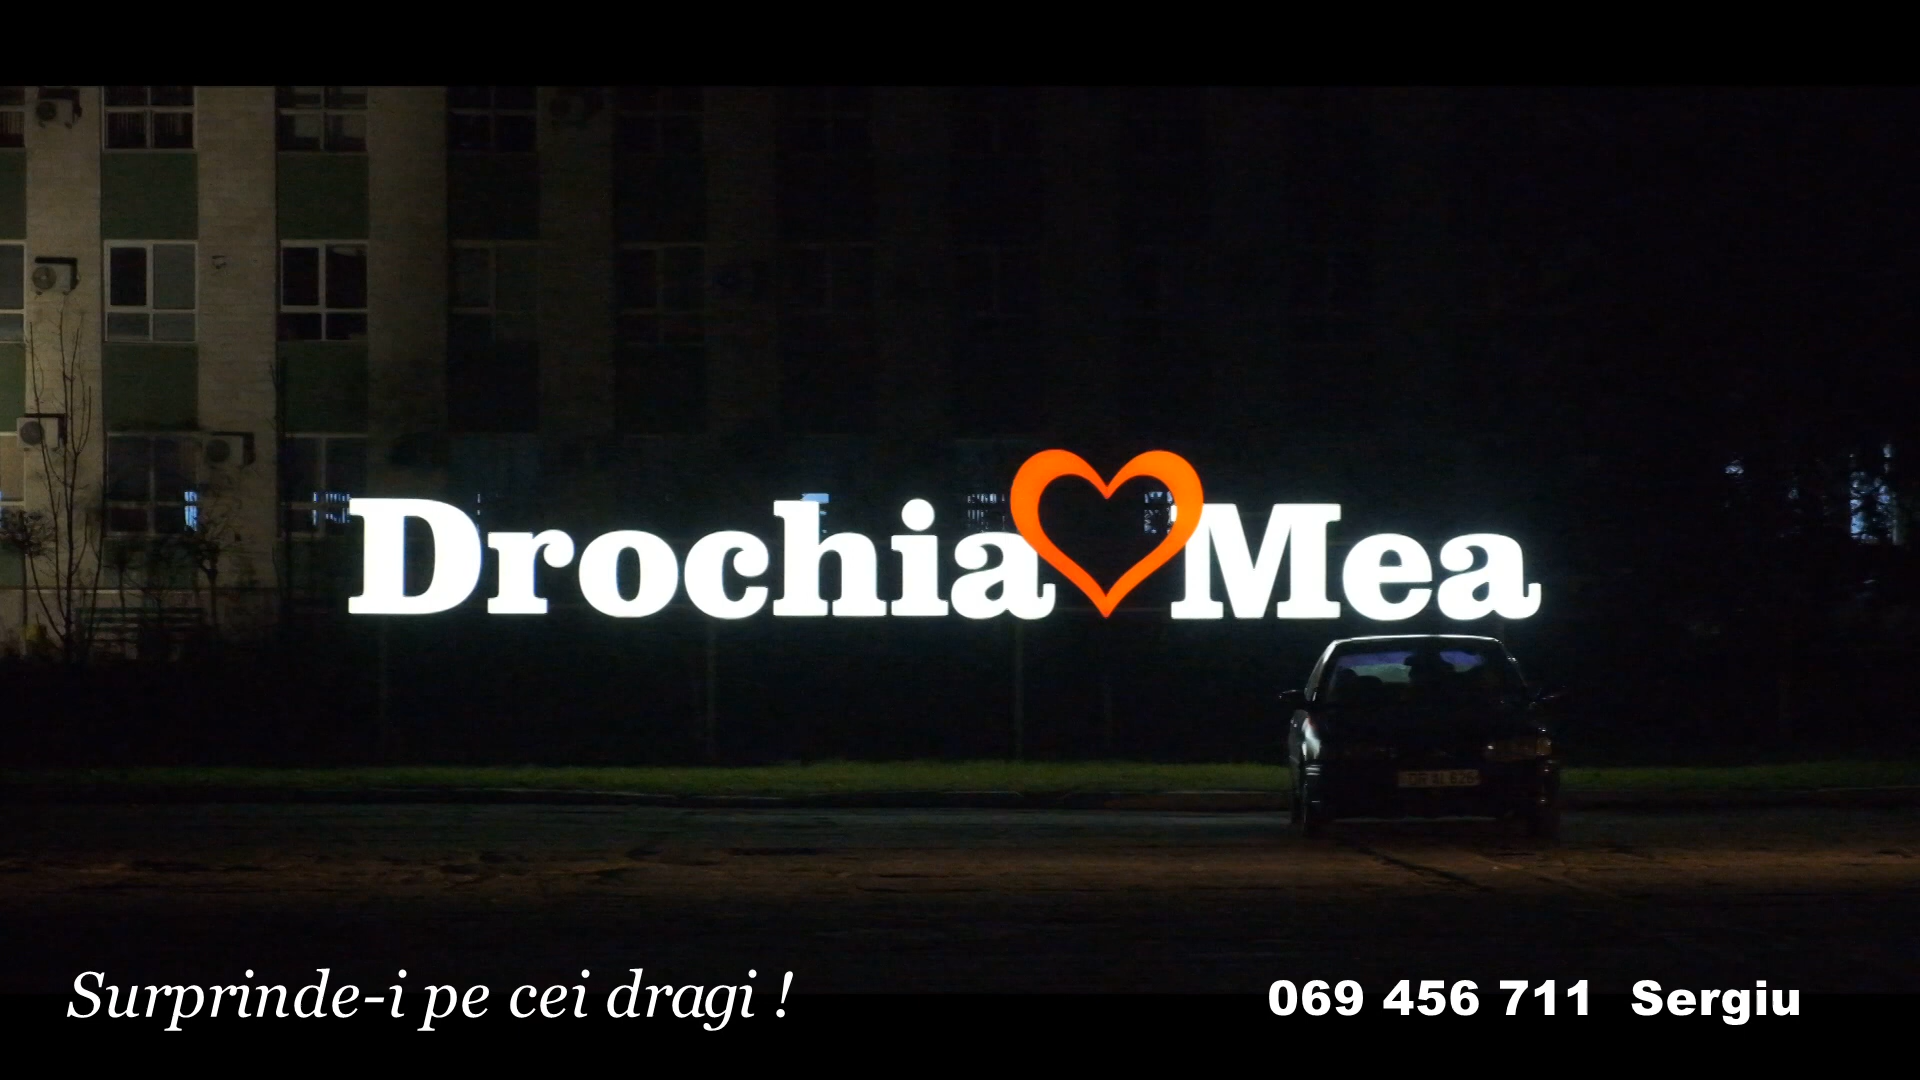 Drochia Mea
Surprinde-i pe cei dragi !
069 456 711 Sergiu